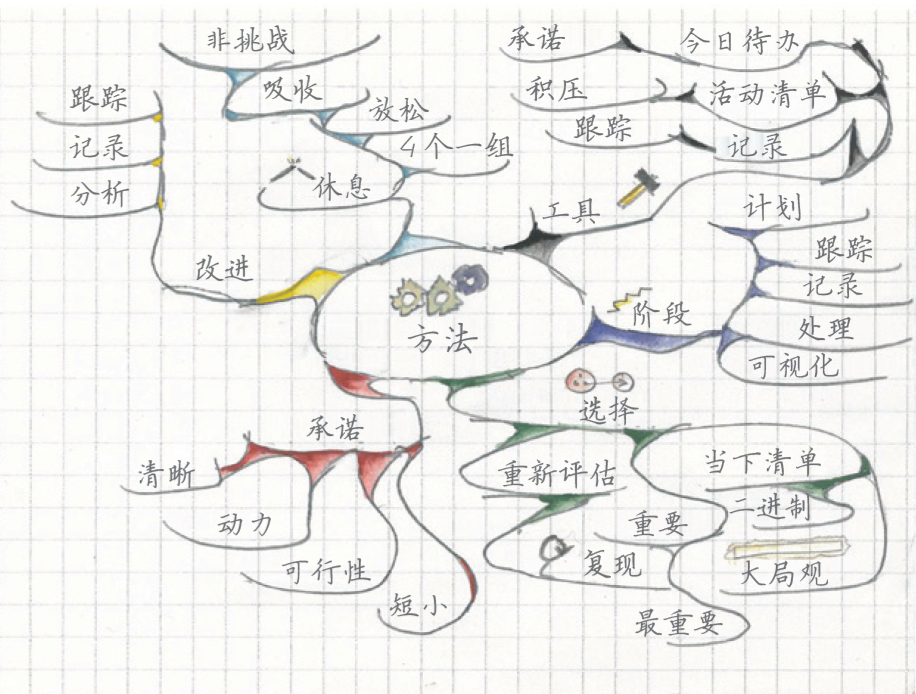 非挑战
吸收
放松
4个一组
休息
跟踪
记录
分析
改进
承诺
今日待办
积压
活动清单
跟踪
记录
工具
计划
跟踪
记录
处理
可视化
阶段
方法
选择
重新评估
当下清单
二进制
大局观
重要
复现
最重要
承诺
清晰
动力
可行性
短小